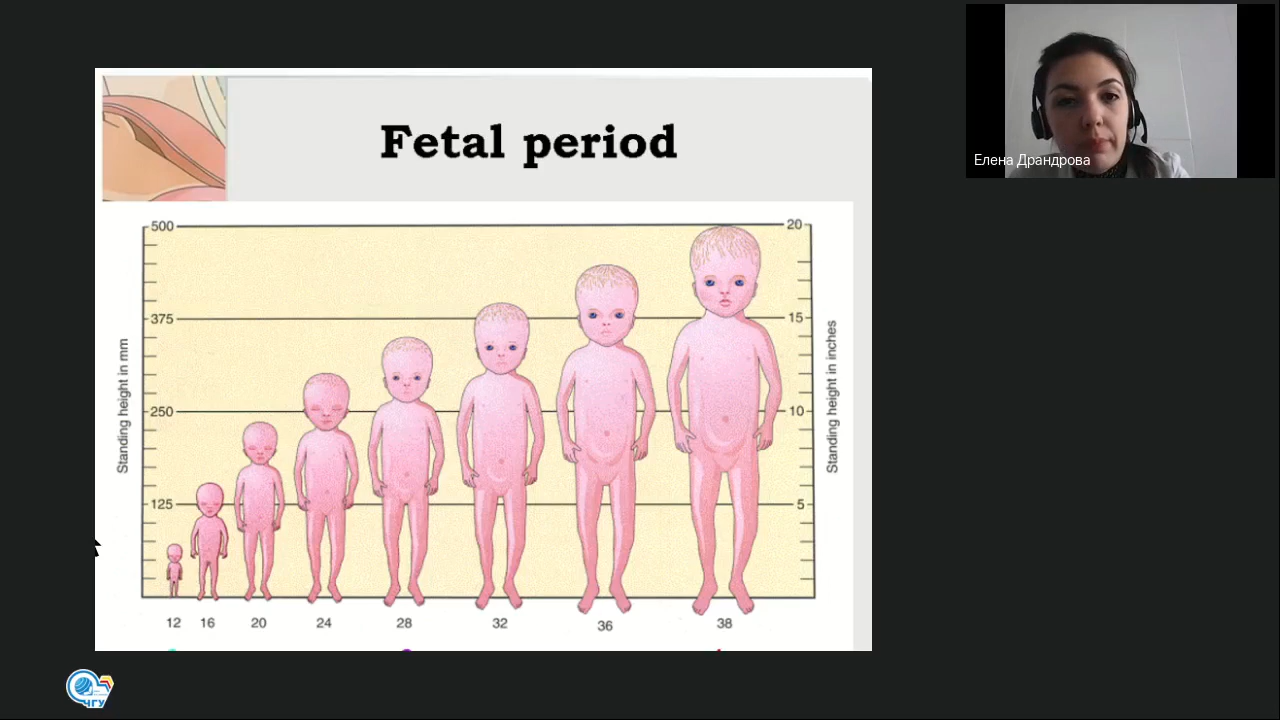 Fetal period
Елена Драндрова
500
375
250
125
Standing height in mm
20
15
10
5
Standing height in inches
12 16 20 24 28 32 36 38
ЧГУ